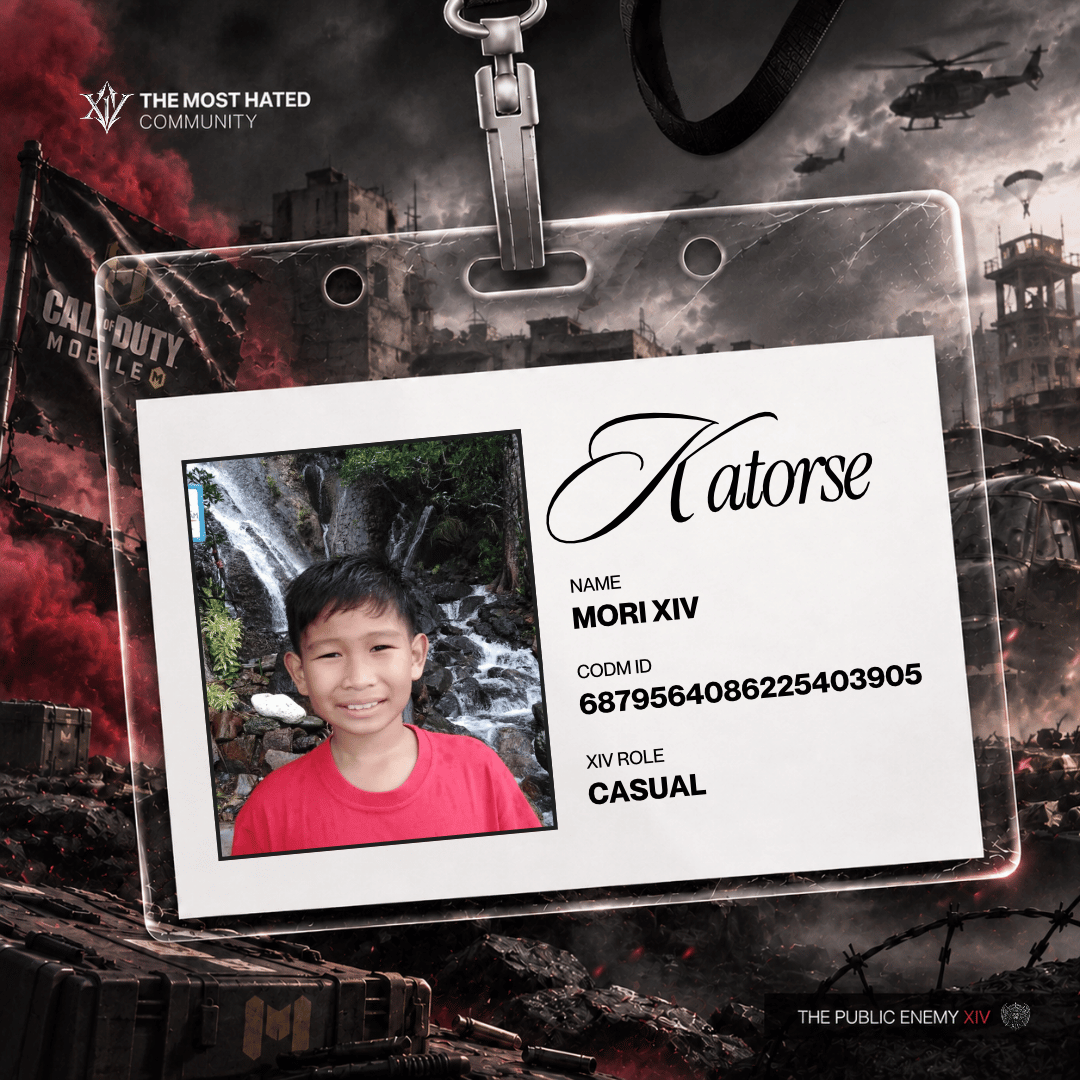 XIV
THE MOST HATED
COMMUNITY
CALL OF DUTY
MOBILE
Katorse
NAME
MORI XIV
CODM ID
6879564086225403905
XIV ROLE
CASUAL
THE PUBLIC ENEMY XIV